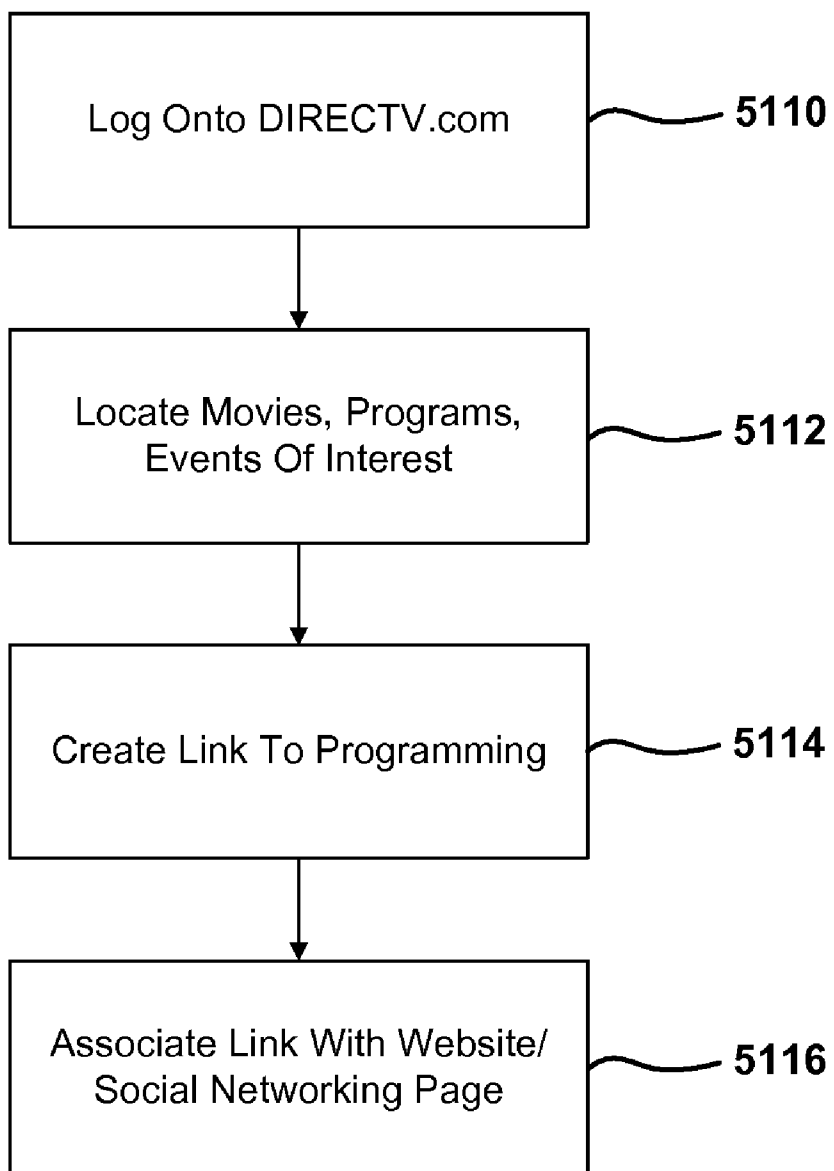 Log Onto DIRECTV.com
5110
Locate Movies, Programs,
Events Of Interest
5112
Create Link To Programming
5114
Associate Link With Website/
Social Networking Page
5116